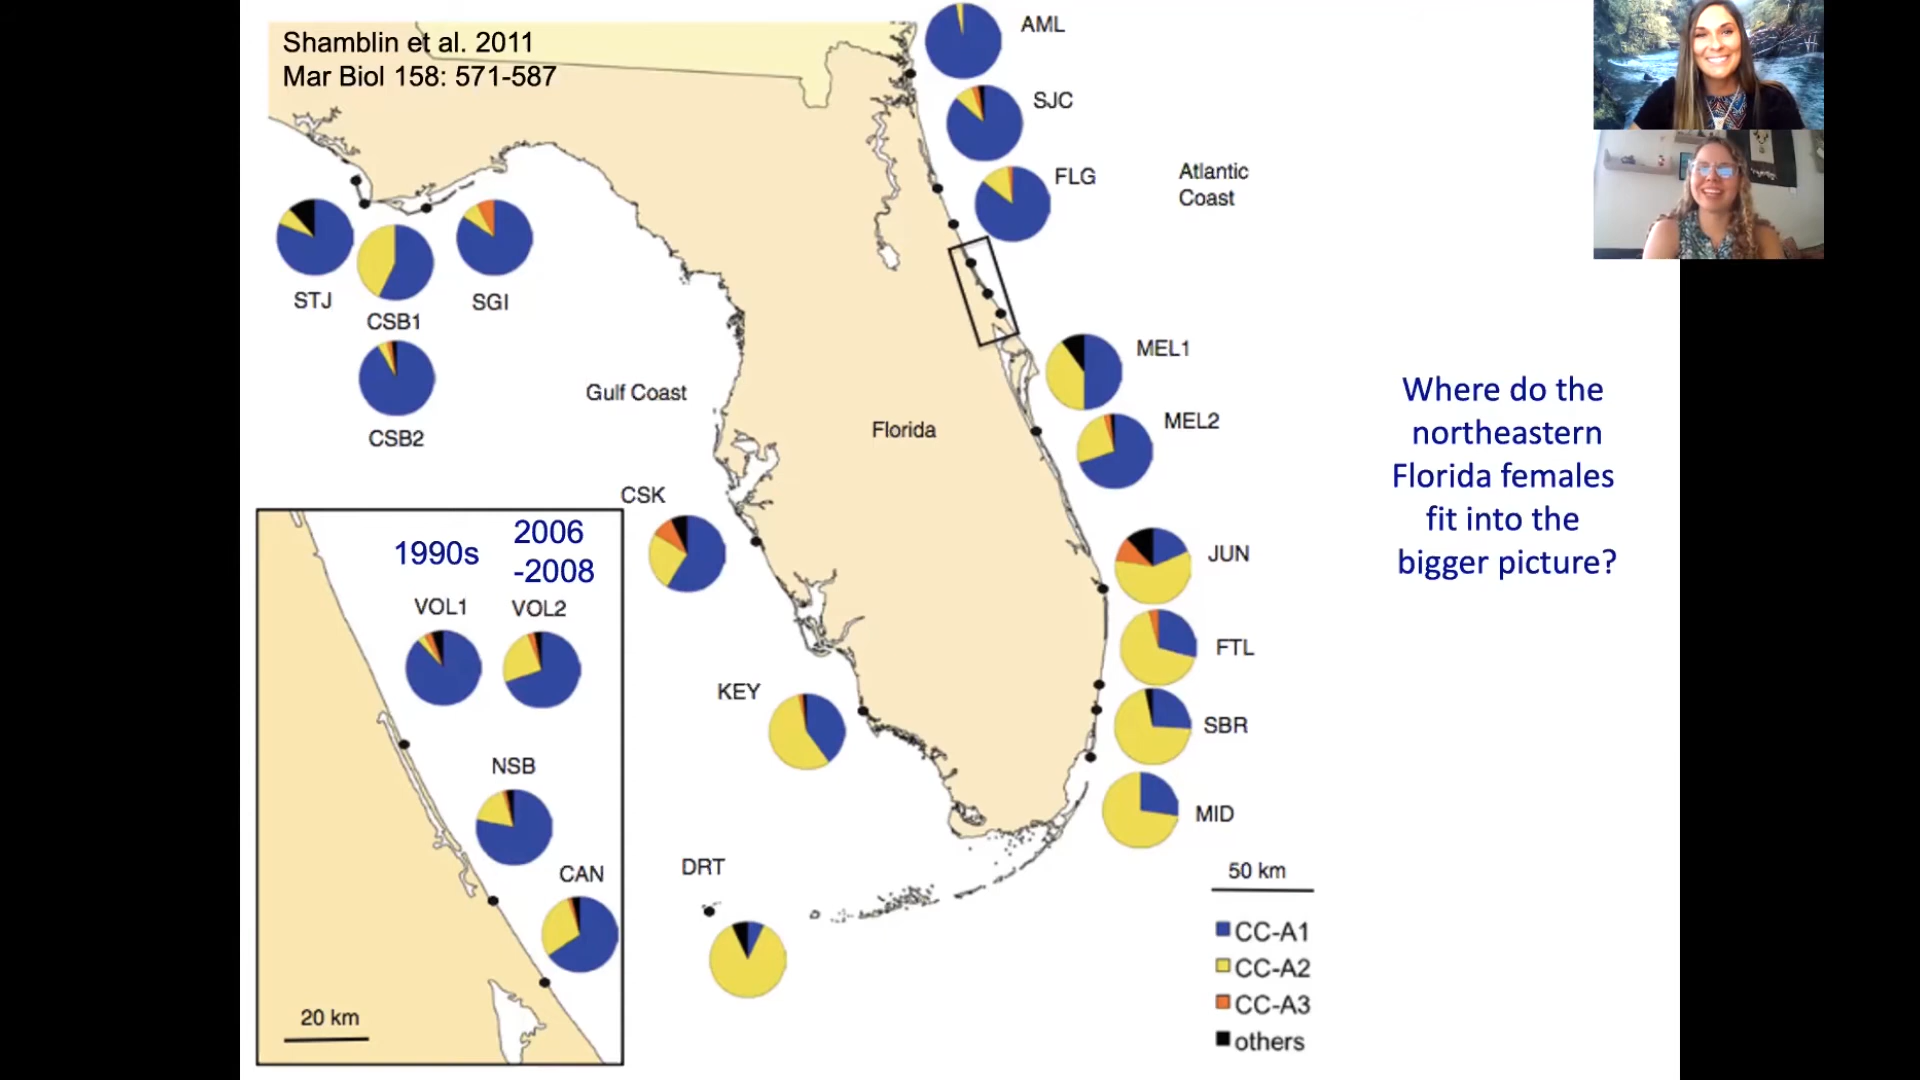 Shamblin et al. 2011
Mar Biol 158: 571-587
AML
SJC
FLG
Atlantic
Coast
STJ
CSB1
SGI
CSB2
Gulf Coast
Florida
MEL1
MEL2
Where do the
northeastern
Florida females
fit into the
bigger picture?
CSK
JUN
FTL
KEY
SBR
MID
DRT
1990s
2006
-2008
VOL1
VOL2
NSB
CAN
20 km
50 km
CC-A1
CC-A2
CC-A3
others